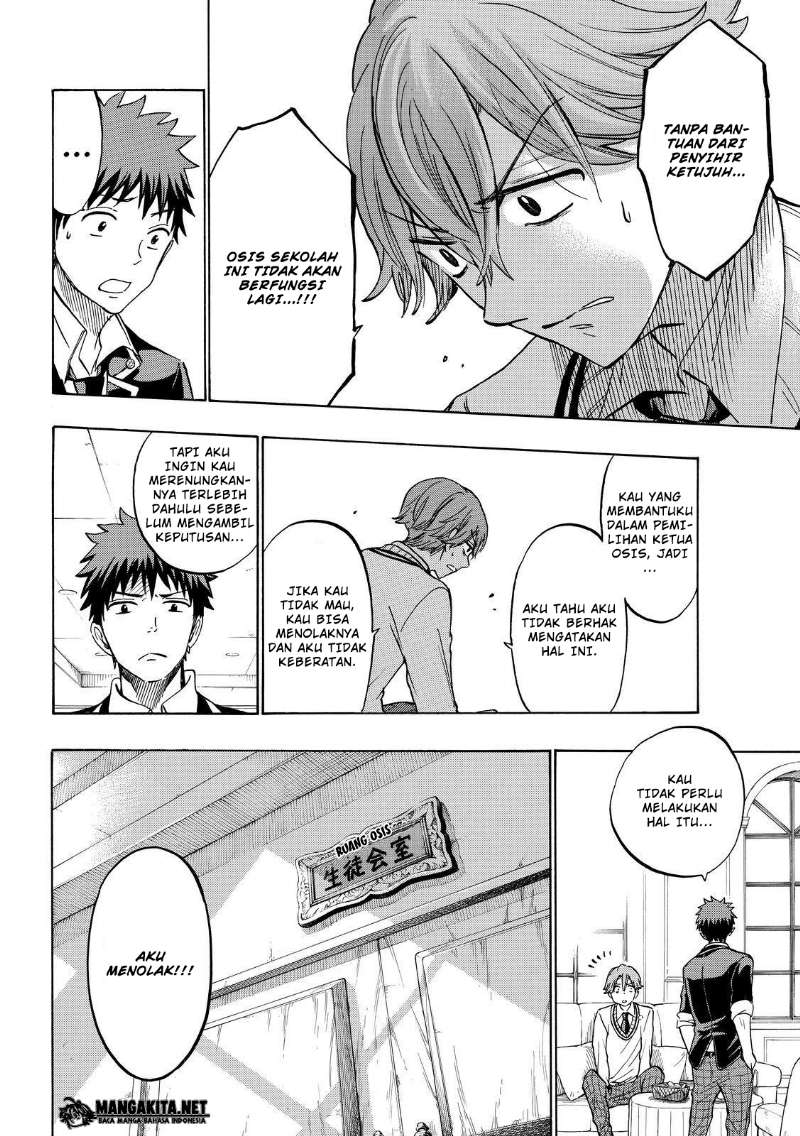 TANPA BAN-
TUAN DARI
PENYIHIR
KETUJUH...
OSIS SEKOLAH
INI TIDAK AKAN
BERFUNGSI
LAGI...!!!
...
KAU YANG
MEMBANTUKU
DALAM PEMI-
LIHAN KETUA
OSIS, JADI
...
AKU TAHU AKU
TIDAK BERHAK
MENGATAKAN
HAL INI.
JIKA KAU
TIDAK MAU,
KAU BISA
MENOLAKNYA
DAN AKU TIDAK
KEBERATAN.
TAPI AKU
INGIN KAU
MERENUNGKAN-
NYA TERLEBIH
DAHULU SEBE-
LUM MENGAMBIL
KEPUTUSAN...
KAU
TIDAK PERLU
MELAKUKAN
HAL ITU...
RUANG OSIS
生徒会室
AKU
MENOLAK!!!
MANGAKITA.NET
BACA MANGA BAHASA INDONESIA